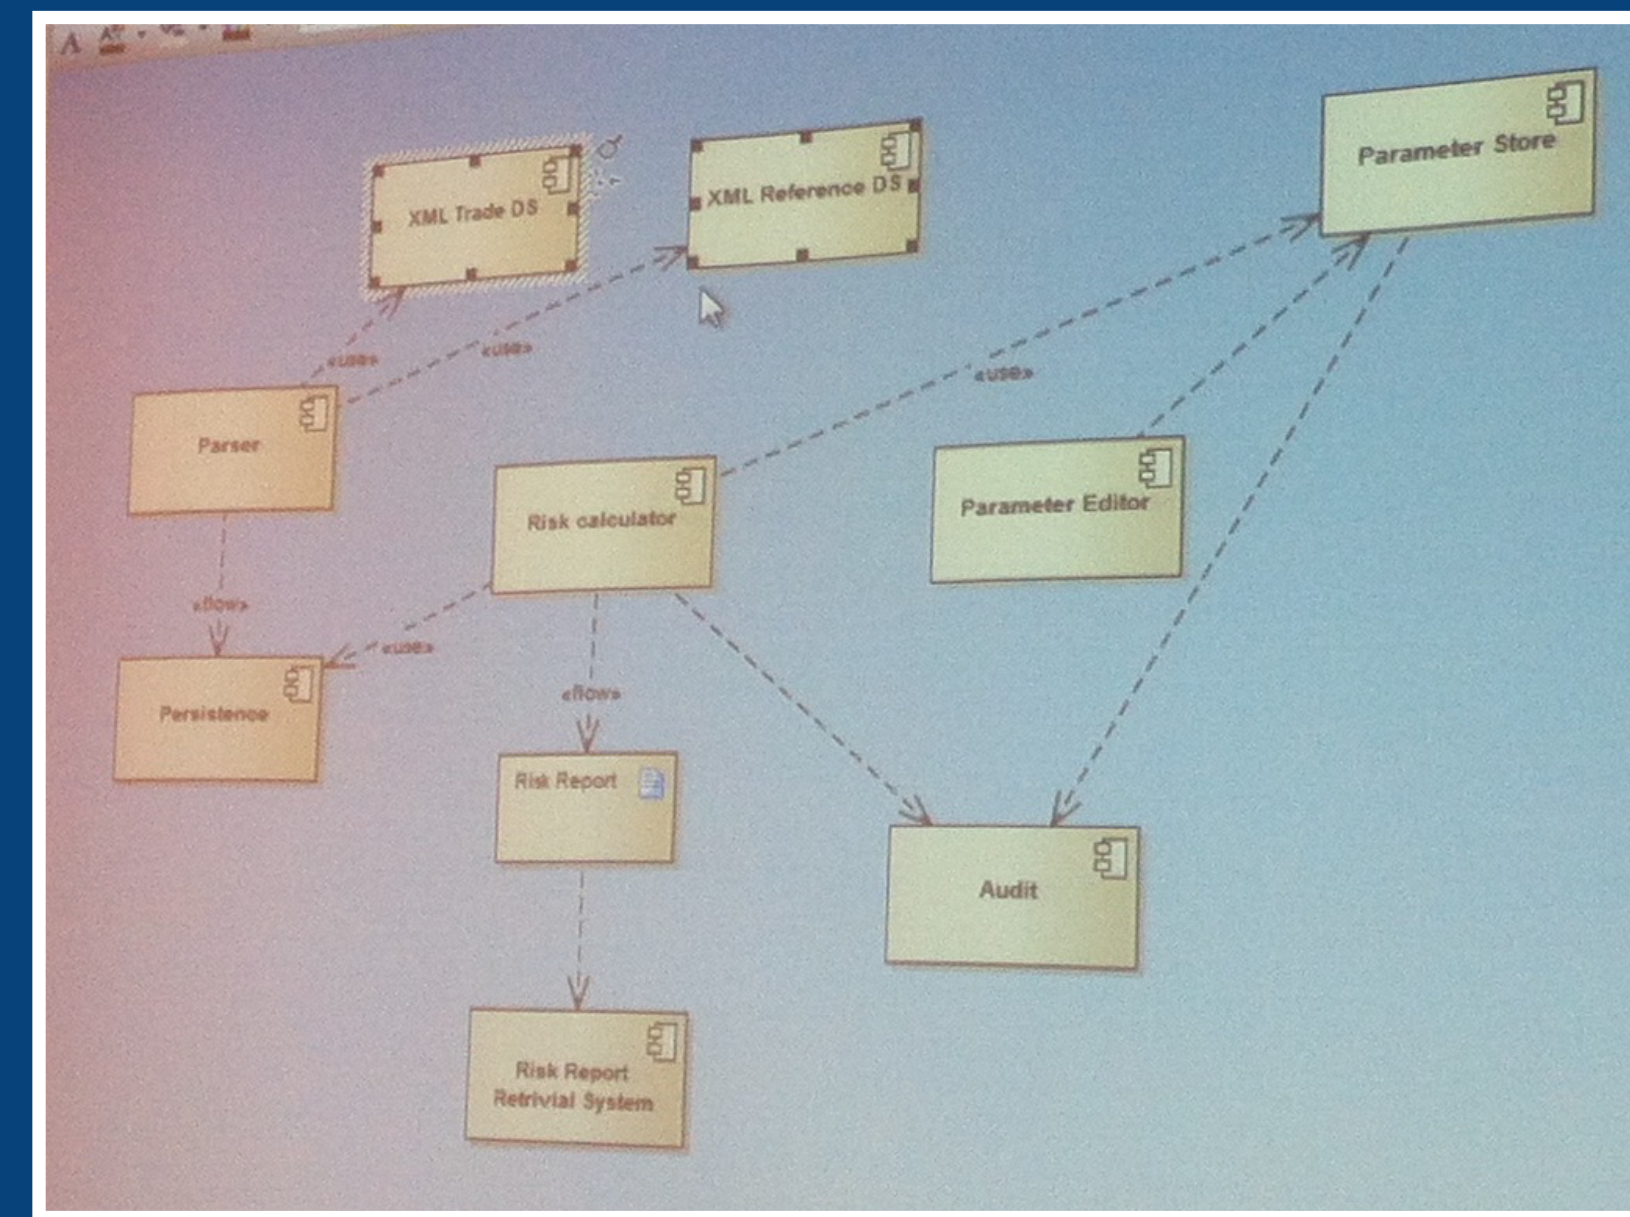 XML Trade DS
XML Reference DS
Parameter Store
«use»
«use»
«use»
Parser
Risk calculator
Parameter Editor
«flow»
«use»
«flow»
Persistence
Risk Report
Audit
Risk Report
Retrivial System